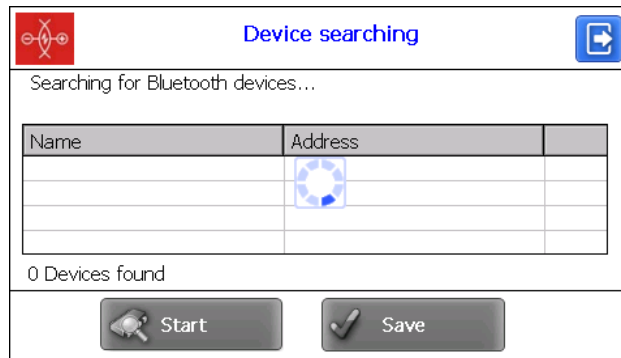 Device searching
Searching for Bluetooth devices...
Name Address
0 Devices found
Start Save